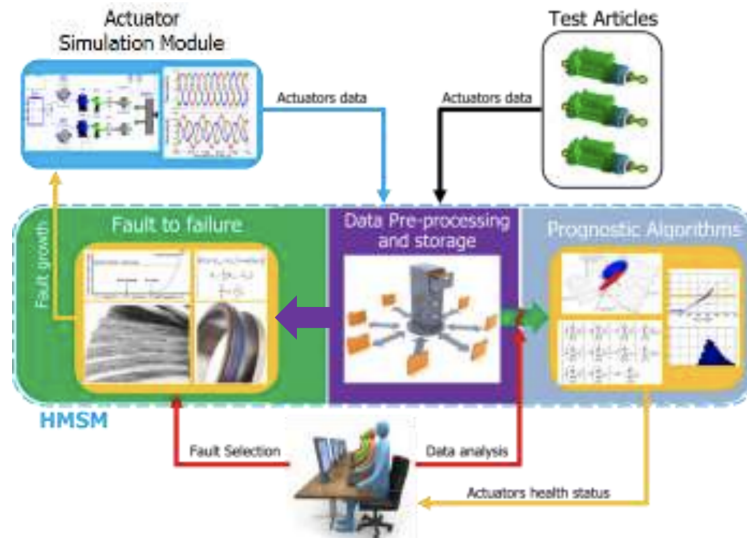 Actuator
Simulation Module
Test Articles
Actuators data
Actuators data
Fault growth
Fault to failure
Data Pre-processing
and storage
Prognostic Algorithms
HMSM
Fault Selection
Data analysis
Actuators health status